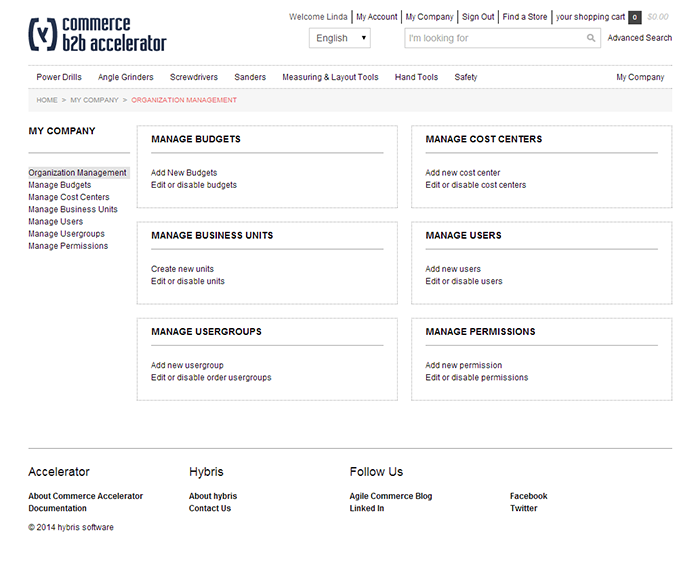 commerce
b2b accelerator
Welcome Linda My Account My Company Sign Out Find a Store your shopping cart 0 $0.00
English I'm looking for Advanced Search
Power Drills Angle Grinders Screwdrivers Sanders Measuring & Layout Tools Hand Tools Safety My Company
HOME > MY COMPANY > ORGANIZATION MANAGEMENT
MY COMPANY
Organization Management
Manage Budgets
Manage Cost Centers
Manage Business Units
Manage Users
Manage Usergroups
Manage Permissions
MANAGE BUDGETS
Add New Budgets
Edit or disable budgets
MANAGE COST CENTERS
Add new cost center
Edit or disable cost centers
MANAGE BUSINESS UNITS
Create new units
Edit or disable units
MANAGE USERS
Add new users
Edit or disable users
MANAGE USERGROUPS
Add new usergroup
Edit or disable order usergroups
MANAGE PERMISSIONS
Add new permission
Edit or disable permissions
Accelerator
About Commerce Accelerator
Documentation
Hybris
About hybris
Contact Us
Follow Us
Agile Commerce Blog
Linked In
Facebook
Twitter
© 2014 hybris software